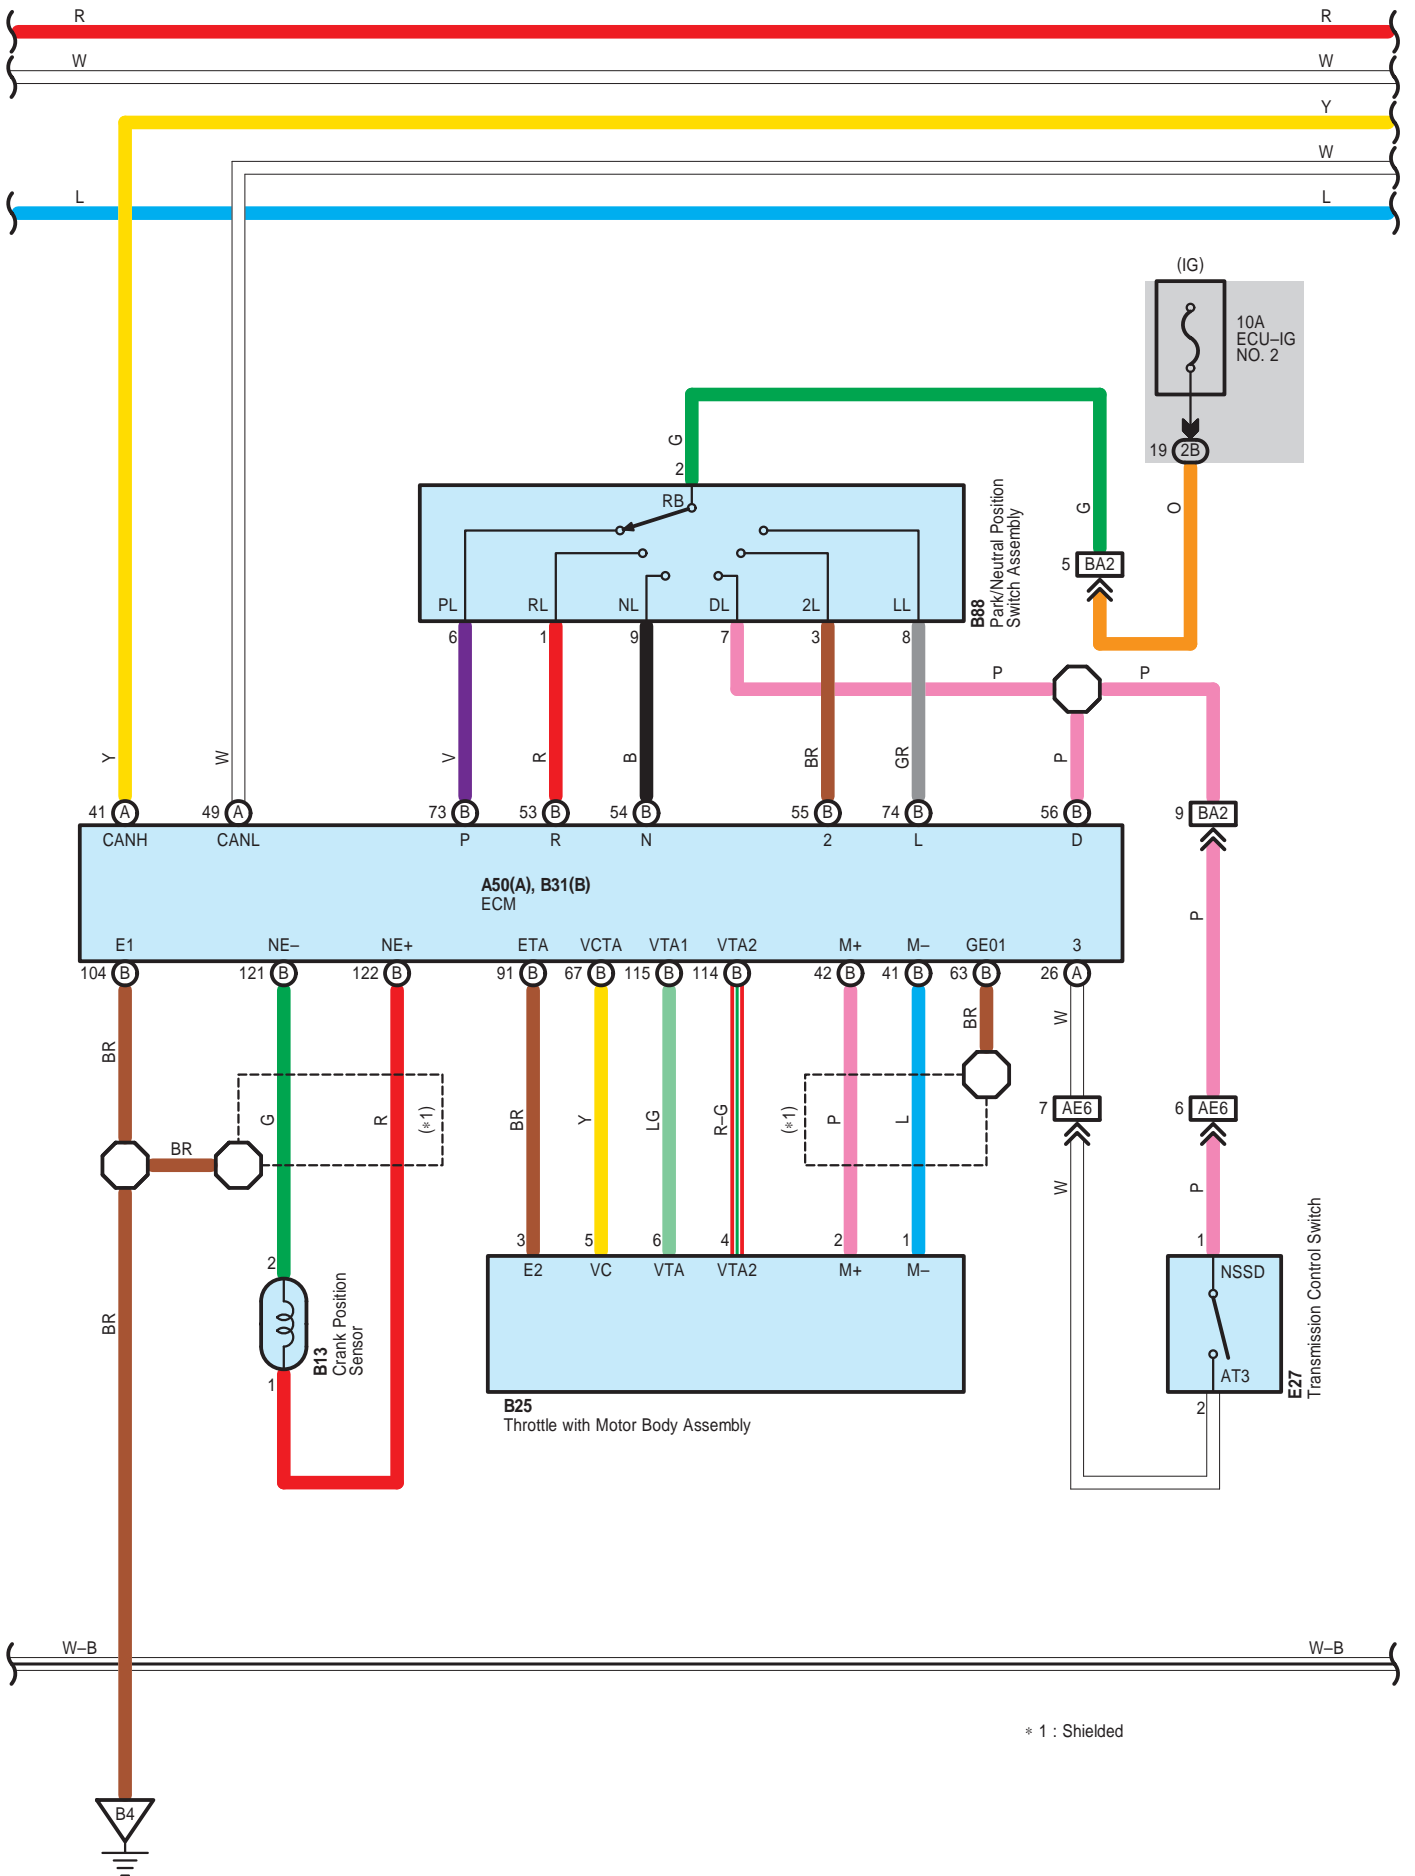 R R
W W
Y
W
L L
(IG)
10A
ECU–IG
NO. 2
19 2B
G
2
G
O
RB
5 BA2
PL RL NL DL 2L LL
B88
Park/Neutral Position
Switch Assembly
6 1 9 7 3 8
P P
Y W V R B BR GR P
41 A 49 A 73 B 53 B 54 B 55 B 74 B 56 B 9 BA2
CANH CANL P R N 2 L D
A50(A), B31(B)
ECM
P
E1 NE– NE+ ETA VCTA VTA1 VTA2 M+ M– GE01 3
104 B 121 B 122 B 91 B 67 B 115 B 114 B 42 B 41 B 63 B 26 A
BR W
BR
7 AE6 6 AE6
G R (*1) BR Y LG R–G (*1) P L
BR
W P
3 5 6 4 2 1 1
2
E2 VC VTA VTA2 M+ M– NSSD
BR
B13
Crank Position
Sensor
1
AT3
E27
Transmission Control Switch
2
B25
Throttle with Motor Body Assembly
W–B W–B
* 1 : Shielded
B4